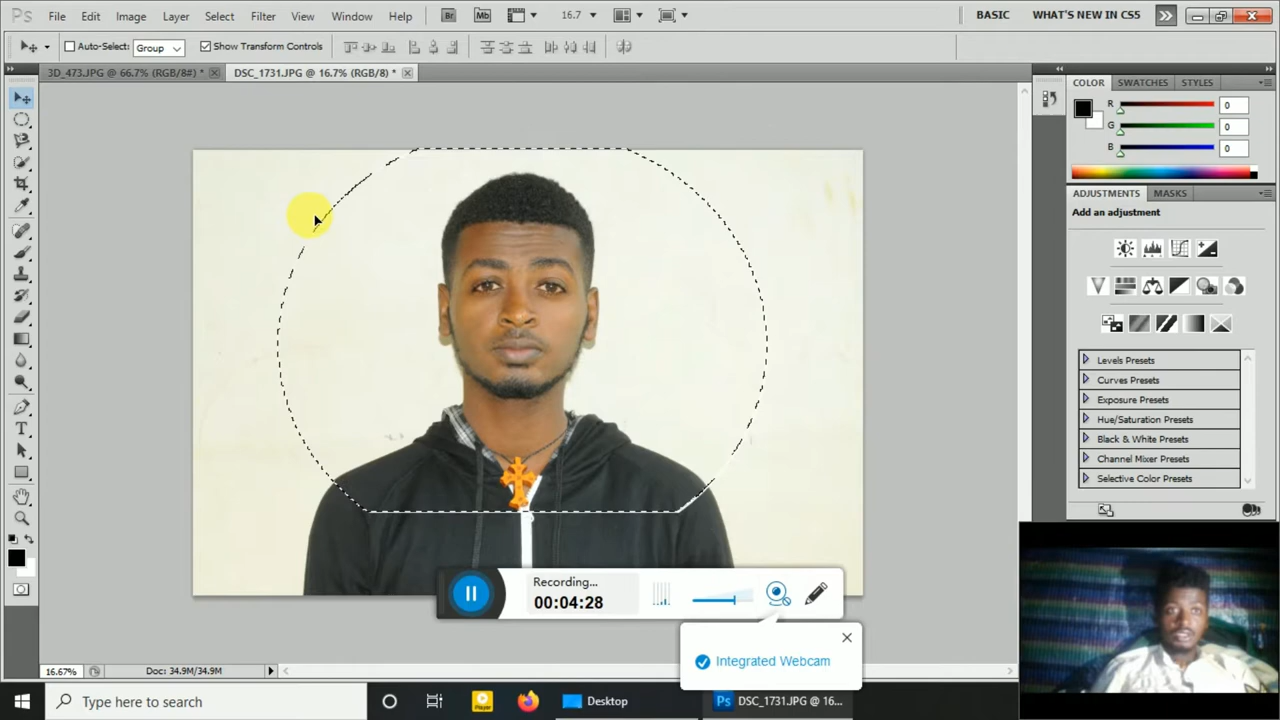 Ps File Edit Image Layer Select Filter View Window Help Br Mb 16.7 BASIC WHAT'S NEW IN CS5
Auto-Select: Group Show Transform Controls
3D_473.JPG @ 66.7% (RGB/8#) * DSC_1731.JPG @ 16.7% (RGB/8) *
COLOR SWATCHES STYLES
R 0
G 0
B 0
ADJUSTMENTS MASKS
Add an adjustment
Levels Presets
Curves Presets
Exposure Presets
Hue/Saturation Presets
Black & White Presets
Channel Mixer Presets
Selective Color Presets
Recording...
00:04:28
Integrated Webcam
16.67% Doc: 34.9M/34.9M
Type here to search Player Desktop Ps DSC_1731.JPG @ 16...